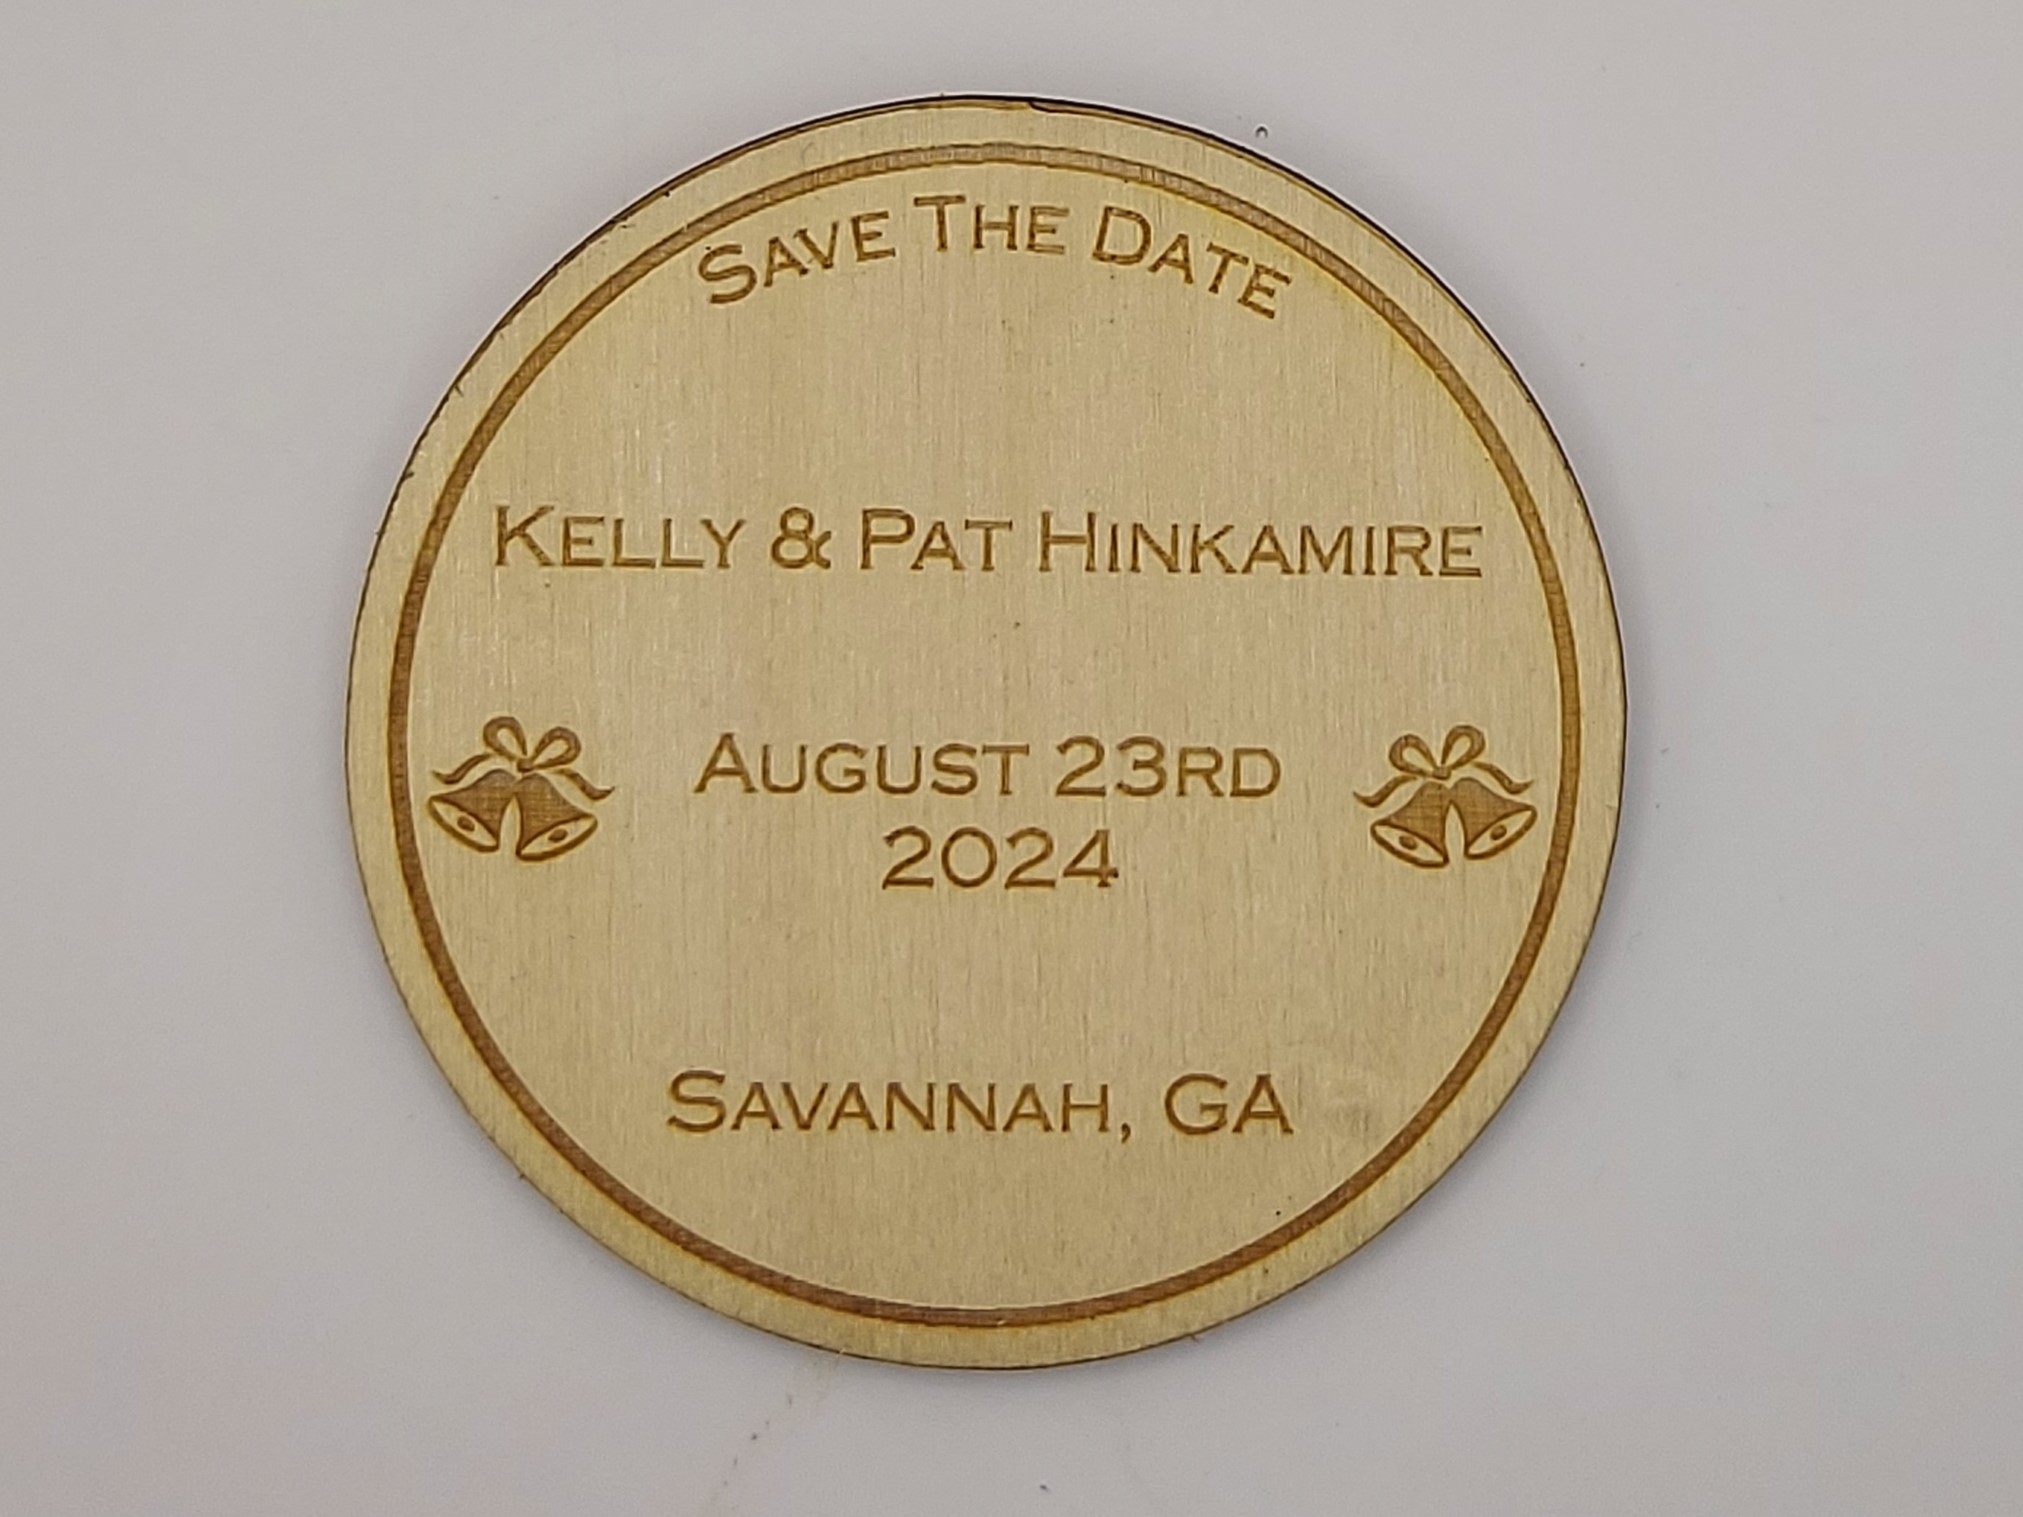 Save The Date
Kelly & Pat Hinkamire
August 23rd
2024
Savannah, GA